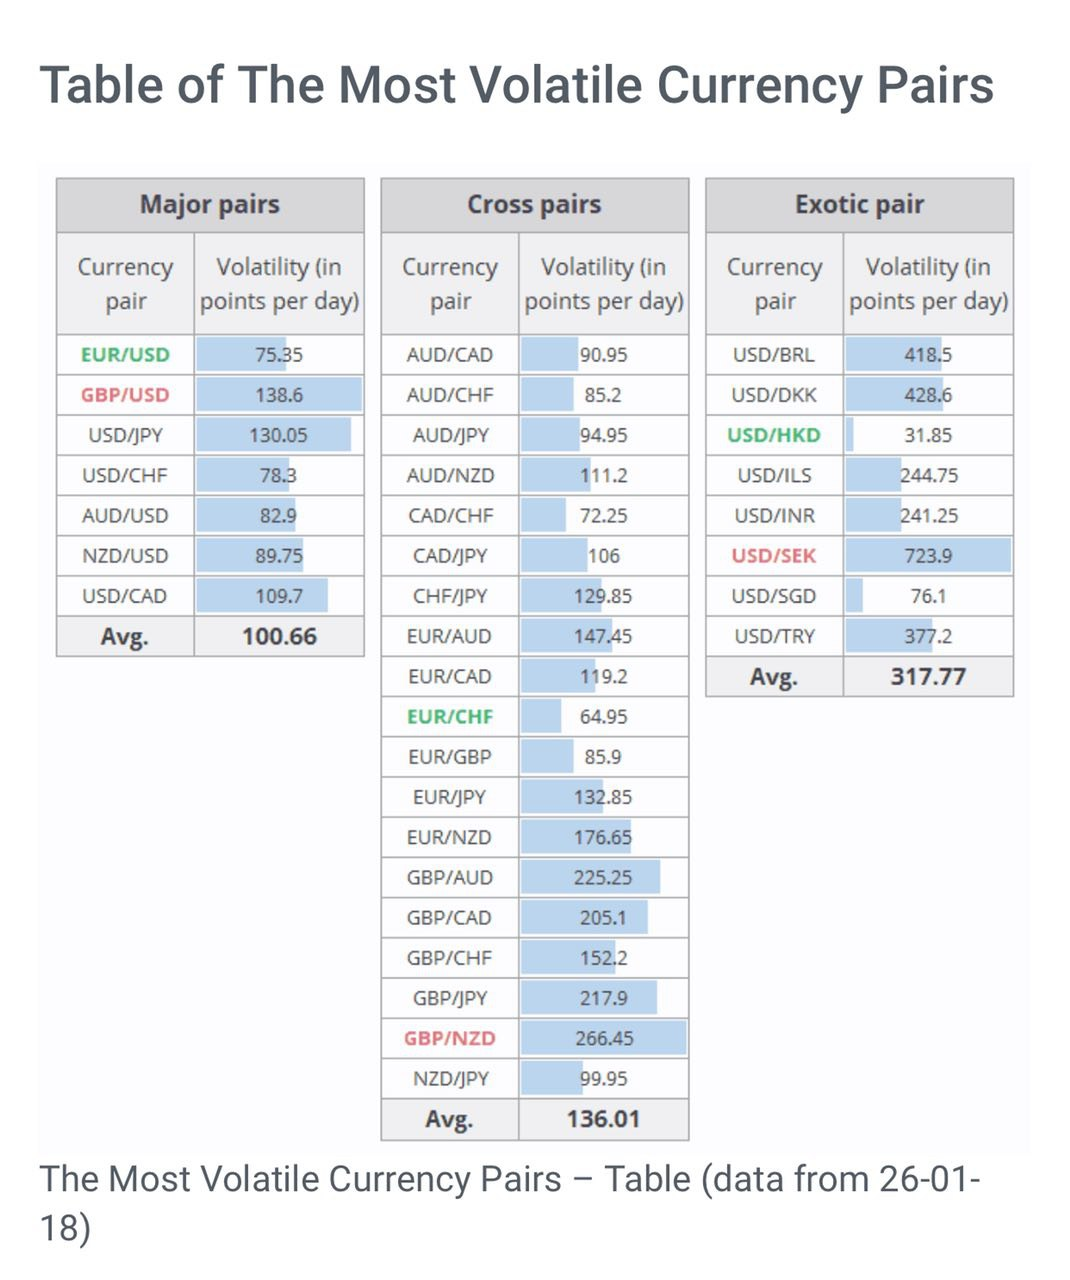 Table of The Most Volatile Currency Pairs
Major pairs
Currency pair Volatility (in points per day)
EUR/USD 75.35
GBP/USD 138.6
USD/JPY 130.05
USD/CHF 78.3
AUD/USD 82.9
NZD/USD 89.75
USD/CAD 109.7
Avg. 100.66
Cross pairs
Currency pair Volatility (in points per day)
AUD/CAD 90.95
AUD/CHF 85.2
AUD/JPY 94.95
AUD/NZD 111.2
CAD/CHF 72.25
CAD/JPY 106
CHF/JPY 129.85
EUR/AUD 147.45
EUR/CAD 119.2
EUR/CHF 64.95
EUR/GBP 85.9
EUR/JPY 132.85
EUR/NZD 176.65
GBP/AUD 225.25
GBP/CAD 205.1
GBP/CHF 152.2
GBP/JPY 217.9
GBP/NZD 266.45
NZD/JPY 99.95
Avg. 136.01
Exotic pair
Currency pair Volatility (in points per day)
USD/BRL 418.5
USD/DKK 428.6
USD/HKD 31.85
USD/ILS 244.75
USD/INR 241.25
USD/SEK 723.9
USD/SGD 76.1
USD/TRY 377.2
Avg. 317.77
The Most Volatile Currency Pairs – Table (data from 26-01-
18)